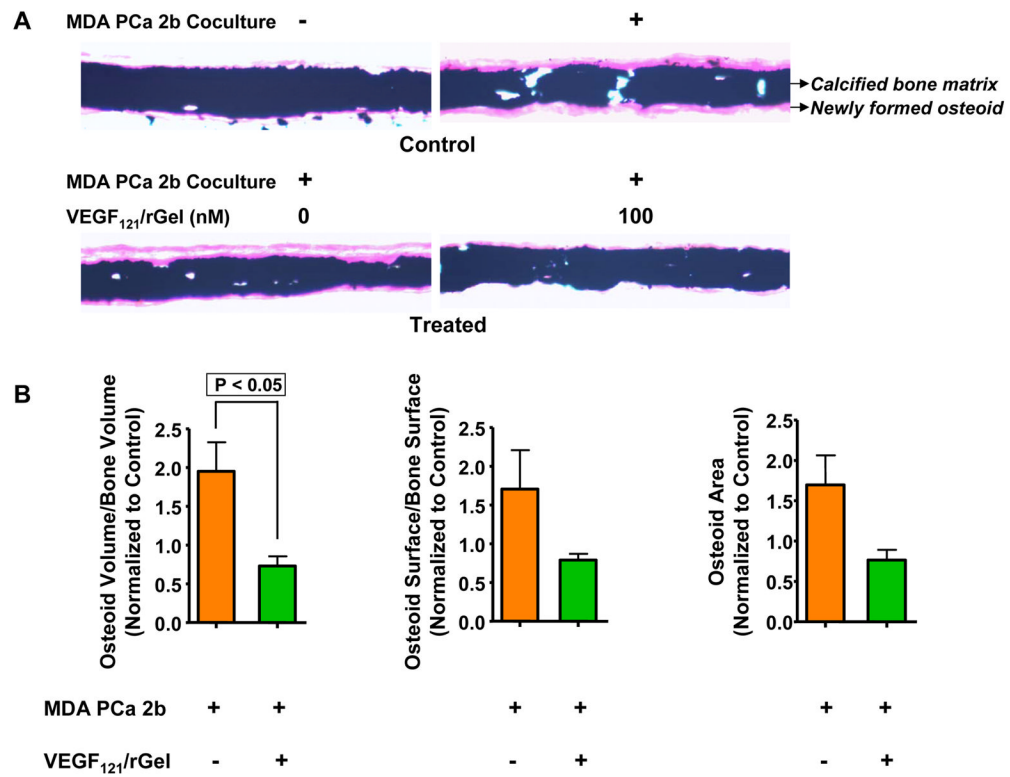 A
MDA PCa 2b Coculture - +
Calcified bone matrix
Newly formed osteoid
Control
MDA PCa 2b Coculture + +
VEGF121/rGel (nM) 0 100
Treated
B
P < 0.05
Osteoid Volume/Bone Volume
(Normalized to Control)
2.5
2.0
1.5
1.0
0.5
0.0
Osteoid Surface/Bone Surface
(Normalized to Control)
2.5
2.0
1.5
1.0
0.5
0.0
Osteoid Area
(Normalized to Control)
2.5
2.0
1.5
1.0
0.5
0.0
MDA PCa 2b + + + + + +
VEGF121/rGel - + - + - +